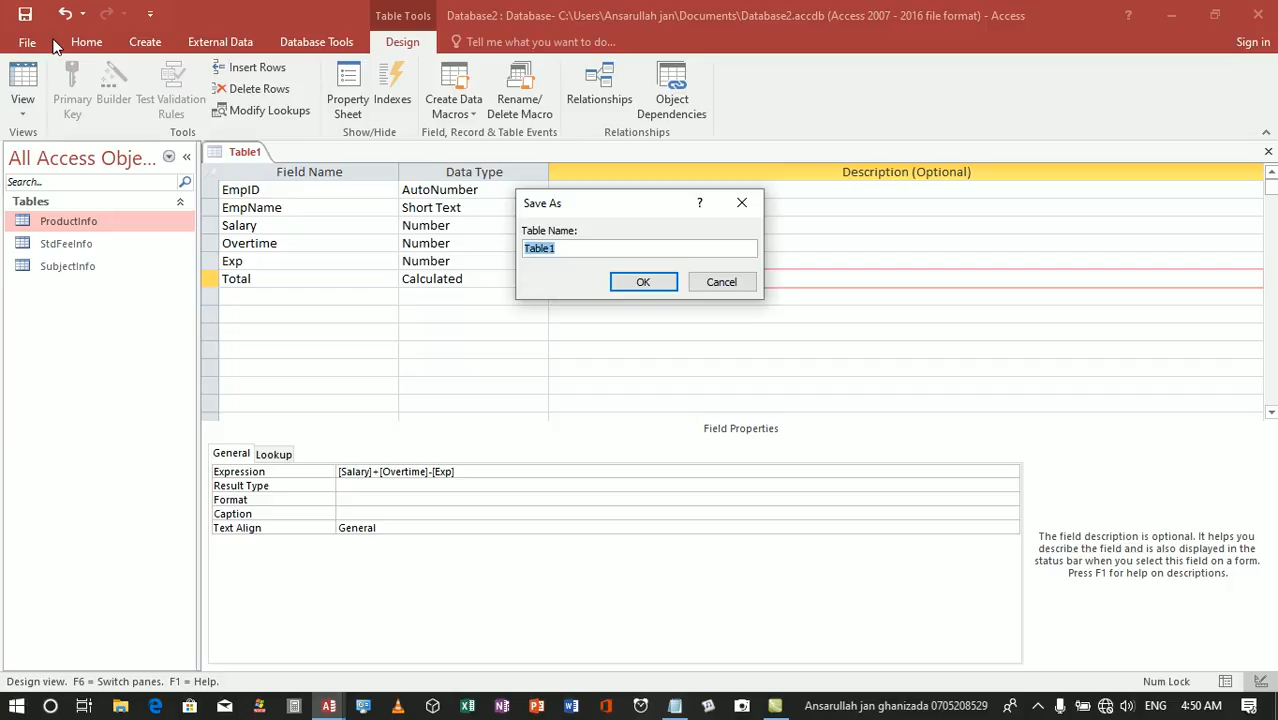 Table Tools
Database2 : Database- C:\Users\Ansarullah jan\Documents\Database2.accdb (Access 2007 - 2016 file format) - Access
?
File
Home
Create
External Data
Database Tools
Design
Tell me what you want to do...
Sign in
View
Primary Key
Builder
Test Validation Rules
Insert Rows
Delete Rows
Modify Lookups
Property Sheet
Indexes
Create Data Macros
Rename/ Delete Macro
Relationships
Object Dependencies
Views
Tools
Show/Hide
Field, Record & Table Events
Relationships
All Access Obje...
Search...
Tables
ProductInfo
StdFeeInfo
SubjectInfo
Table1
Field Name
Data Type
Description (Optional)
EmpID
AutoNumber
EmpName
Short Text
Salary
Number
Overtime
Number
Exp
Number
Total
Calculated
Save As
?
Table Name:
Table1
OK
Cancel
Field Properties
General
Lookup
Expression
[Salary]+[Overtime]-[Exp]
Result Type
Format
Caption
Text Align
General
The field description is optional. It helps you
describe the field and is also displayed in the
status bar when you select this field on a form.
Press F1 for help on descriptions.
Design view. F6 = Switch panes. F1 = Help.
Num Lock
Ansarullah jan ghanizada 0705208529
4:50 AM